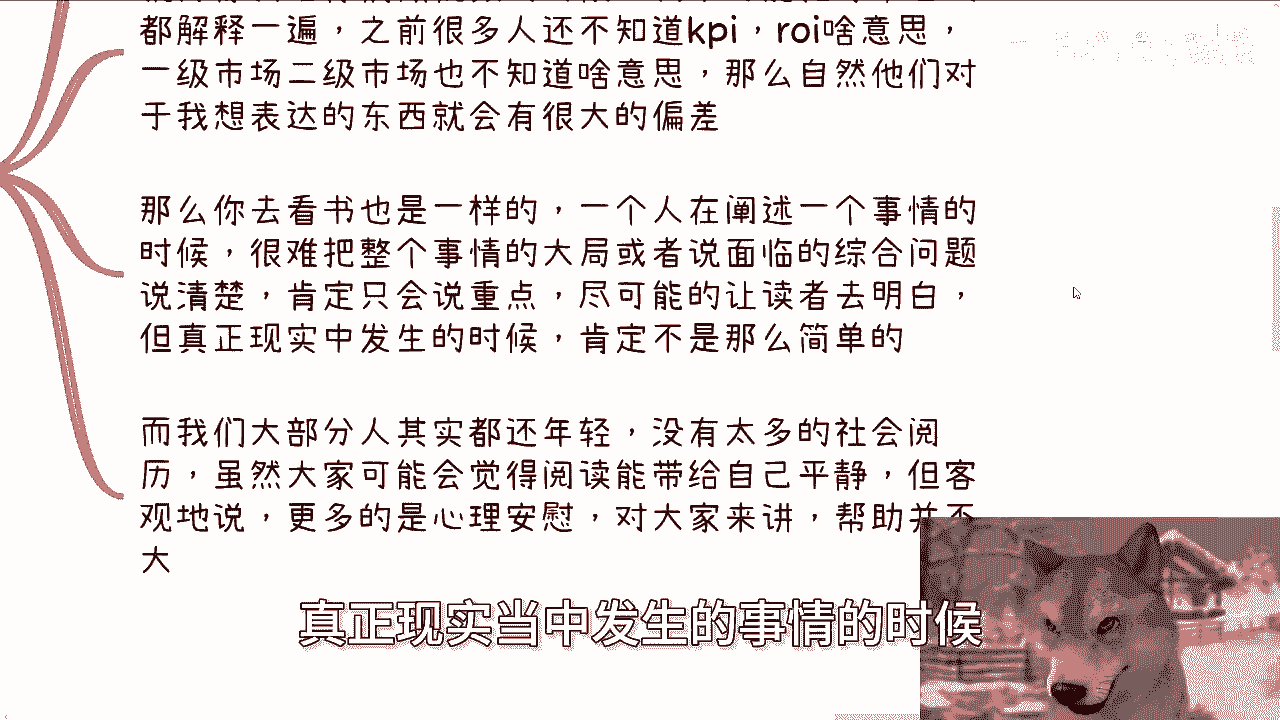 都解释一遍，之前很多人还不知道kpi，roi啥意思，
一级市场二级市场也不知道啥意思，那么自然他们对
于我想表达的东西就会有很大的偏差
那么你去看书也是一样的，一个人在阐述一个事情的
时候，很难把整个事情的大局或者说面临的综合问题
说清楚，肯定只会说重点，尽可能的让读者去明白，
但真正现实中发生的时候，肯定不是那么简单的
而我们大部分人其实都还年轻，没有太多的社会阅
历，虽然大家可能会觉得阅读能带给自己平静，但客
观地说，更多的是心理安慰，对大家来讲，帮助并不
大
真正现实当中发生的事情的时候